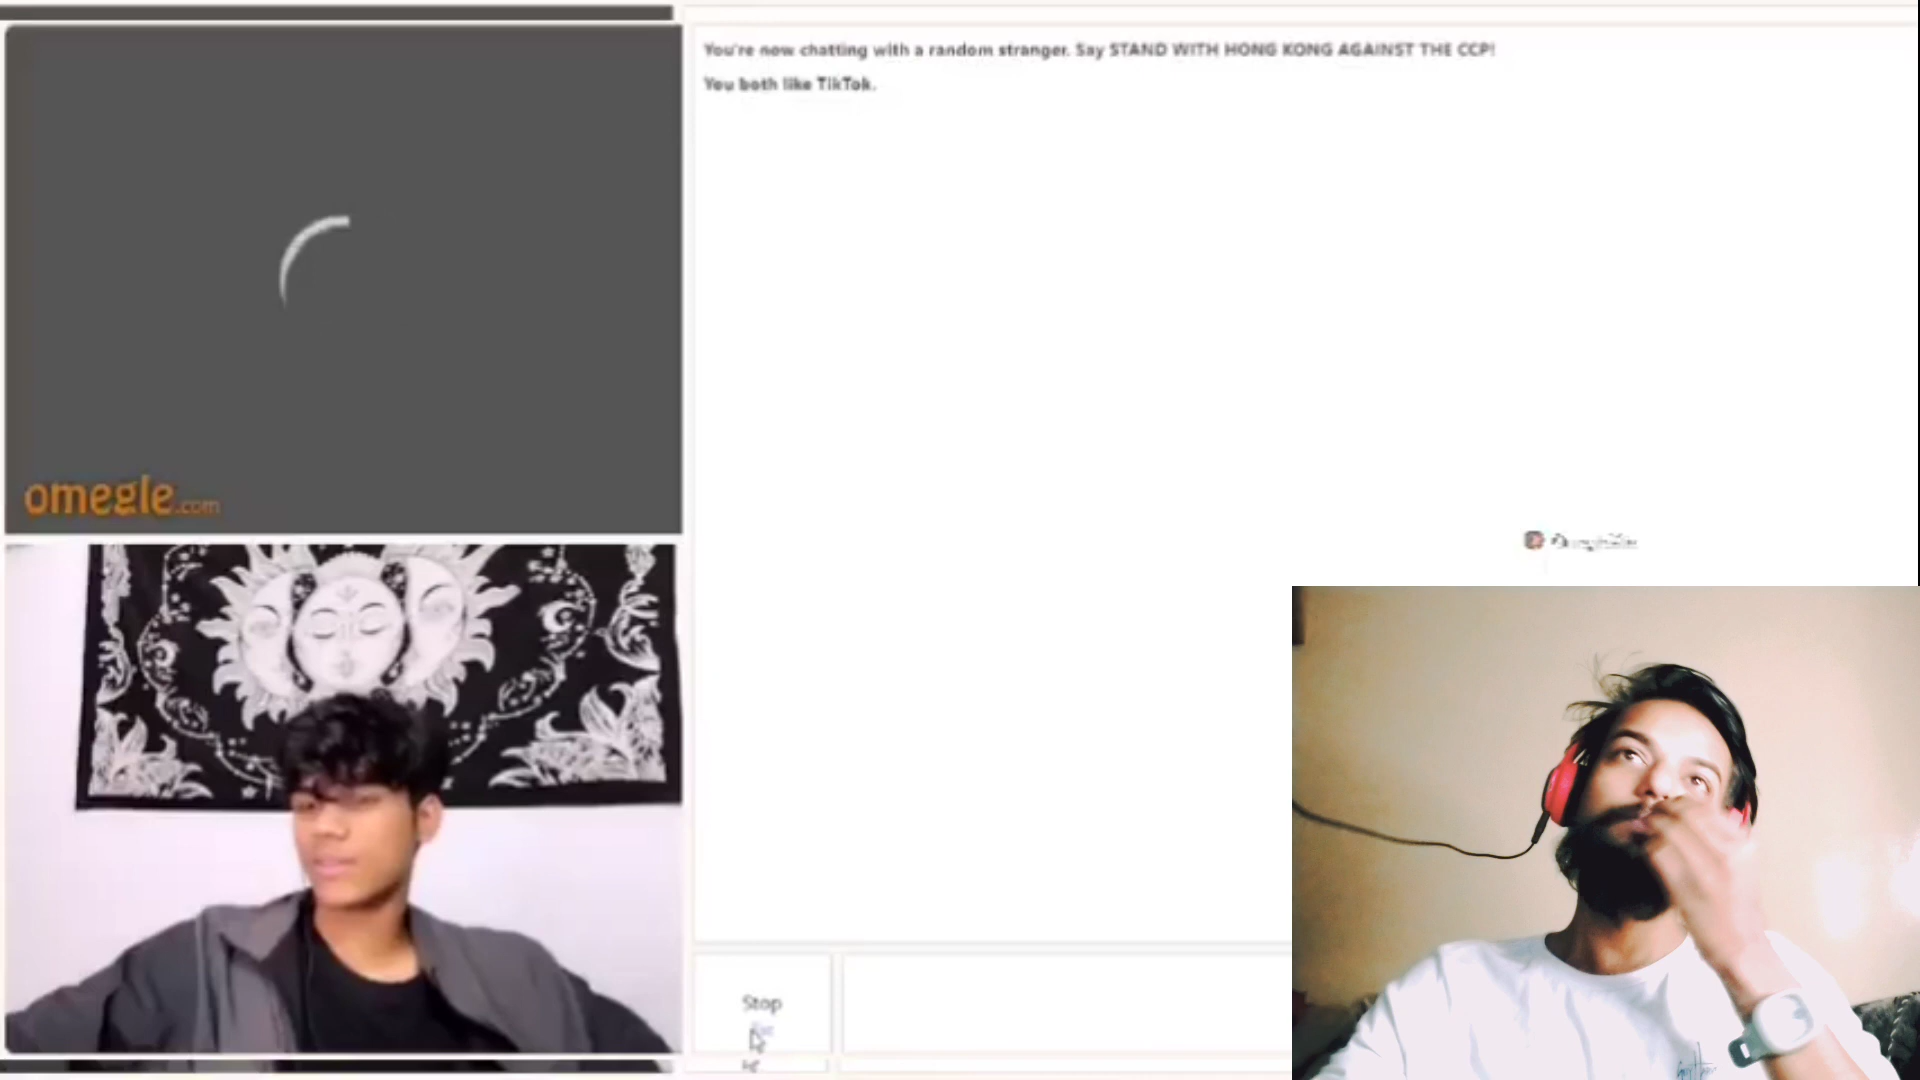 You're now chatting with a random stranger. Say STAND WITH HONG KONG AGAINST THE CCP!
You both like TikTok.
omegle.com
Stop
Esc